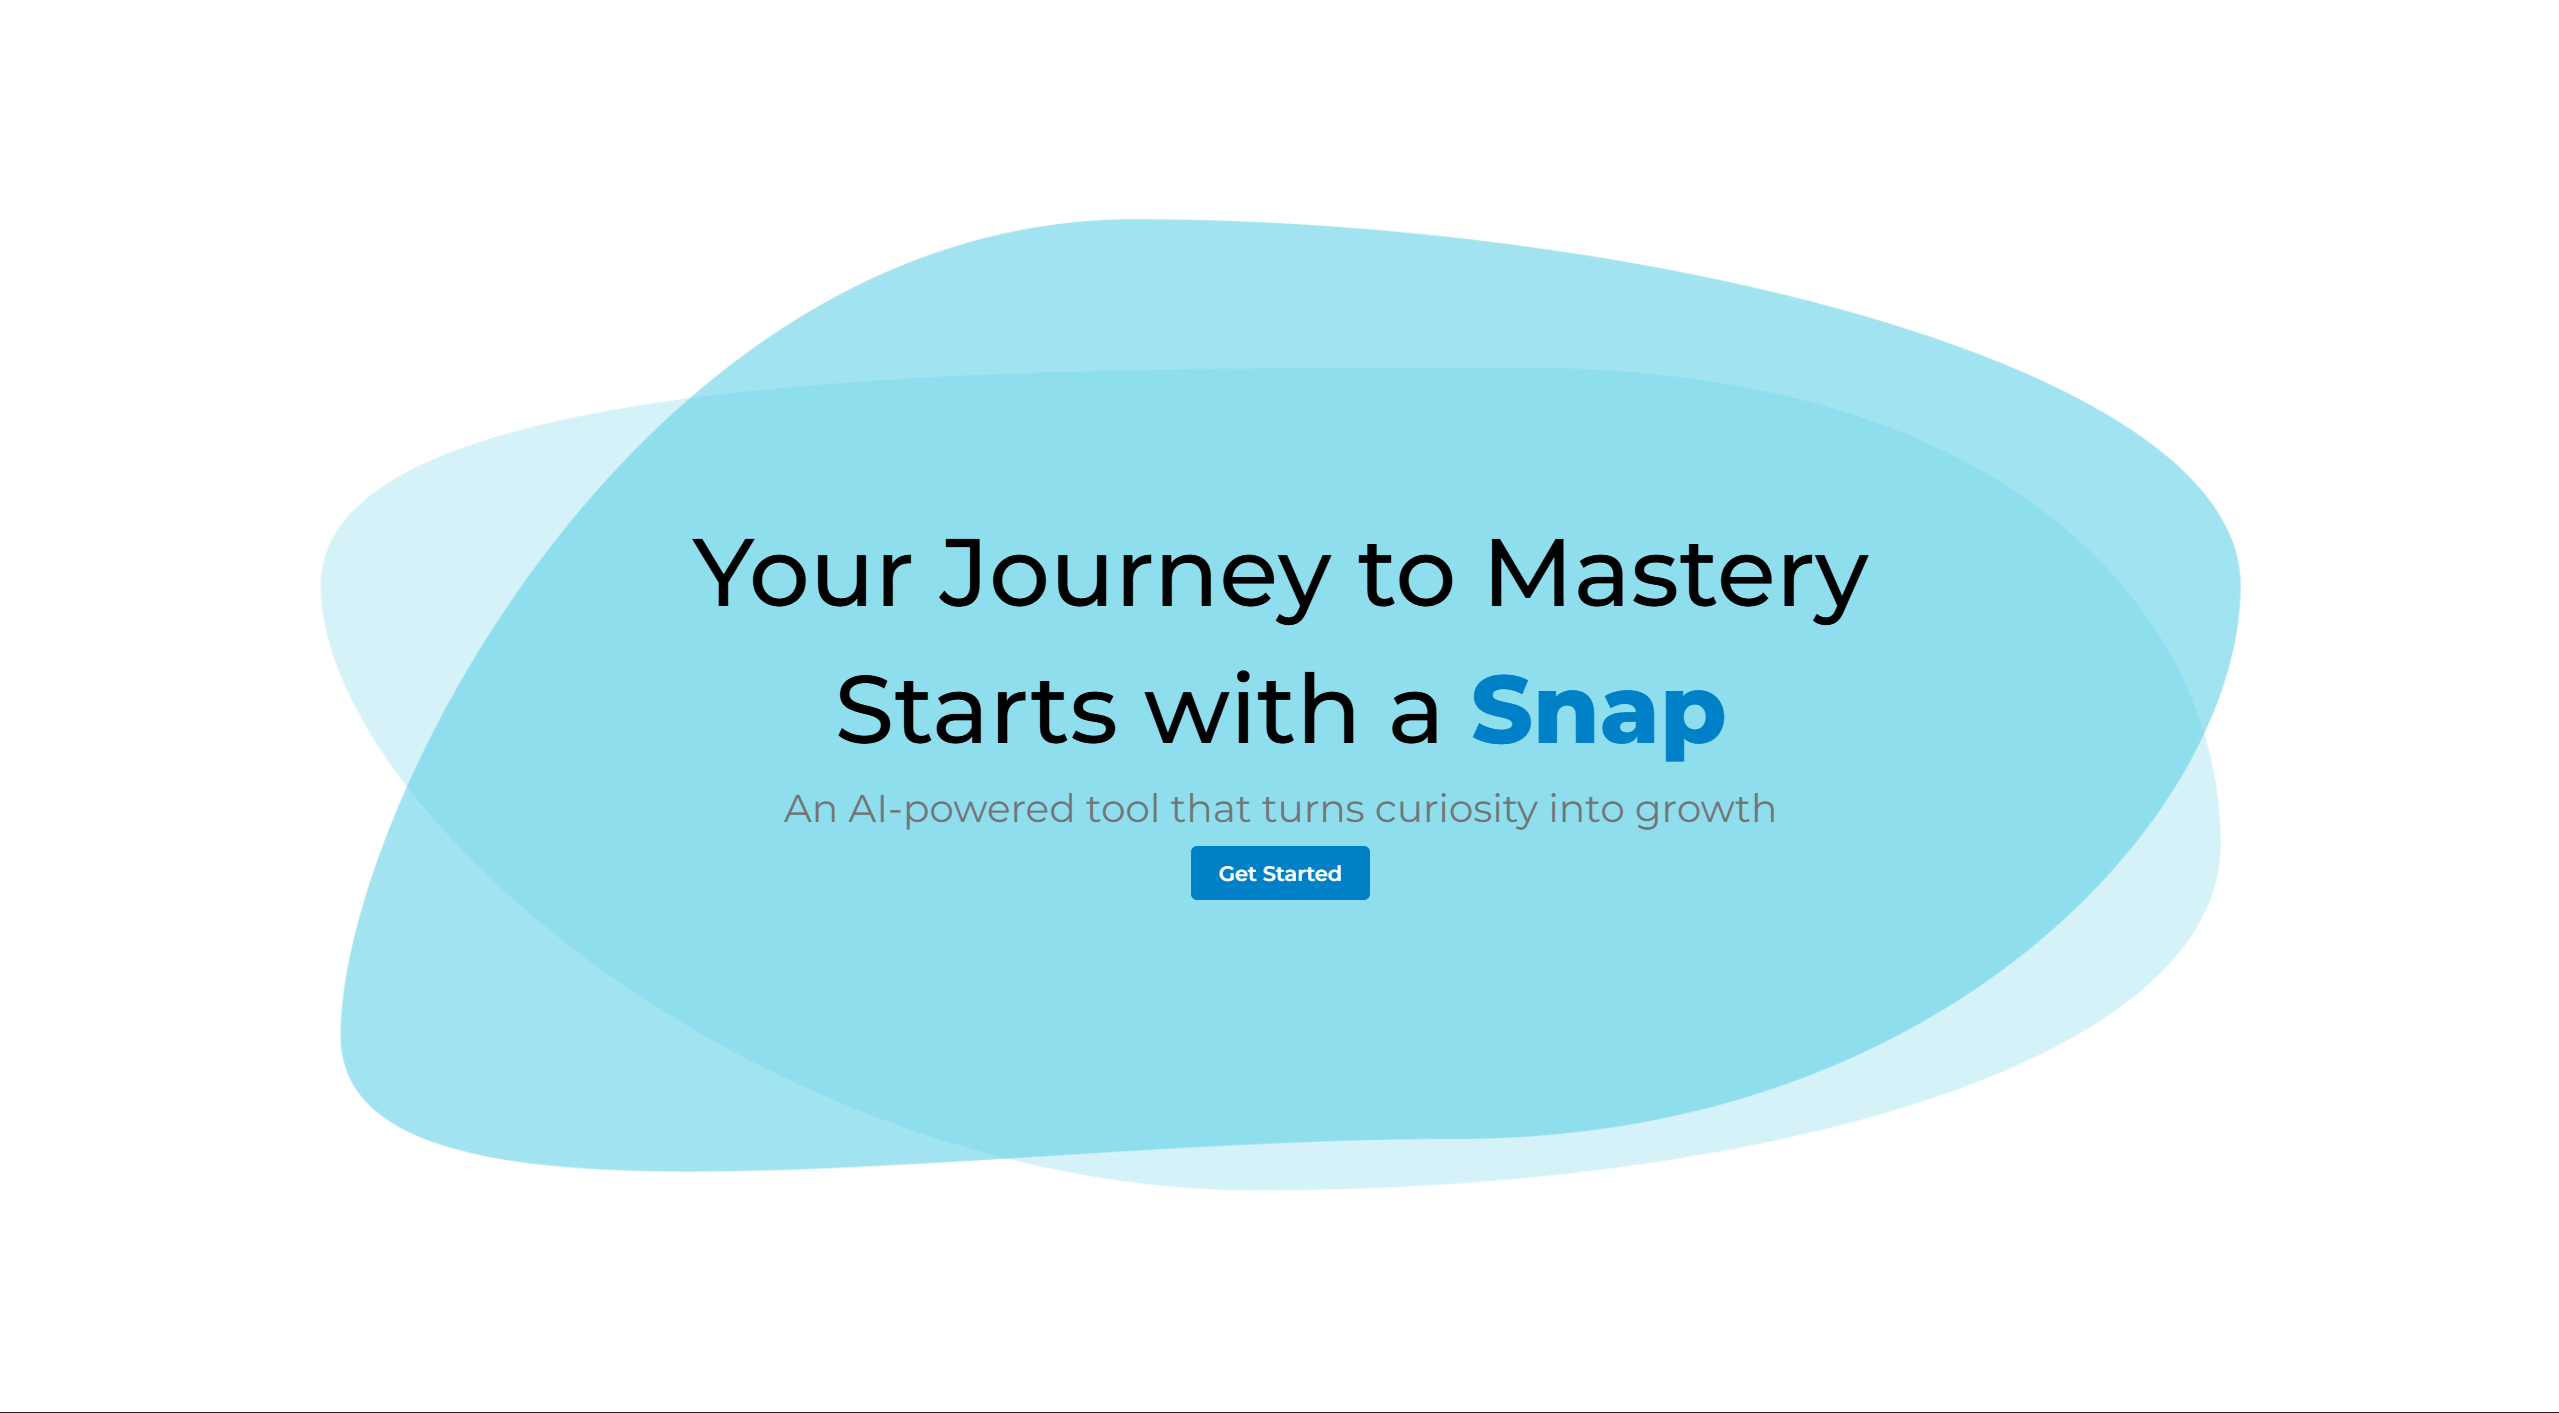 Your Journey to Mastery
Starts with a Snap
An AI-powered tool that turns curiosity into growth
Get Started